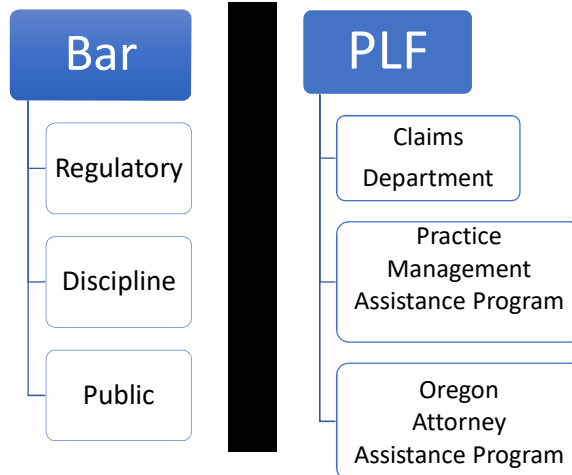 Bar
Regulatory
Discipline
Public
PLF
Claims
Department
Practice
Management
Assistance Program
Oregon
Attorney
Assistance Program